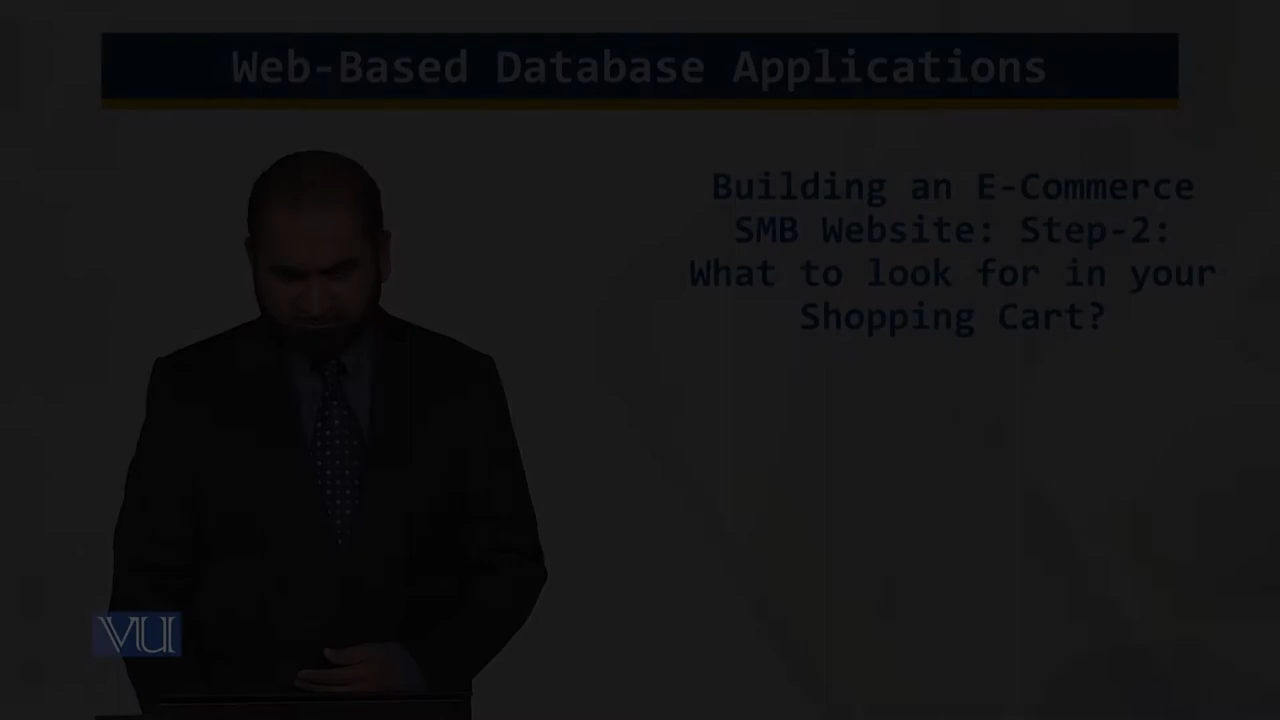 Web-Based Database Applications
Building an E-Commerce
SMB Website: Step-2:
What to look for in your
Shopping Cart?
VU